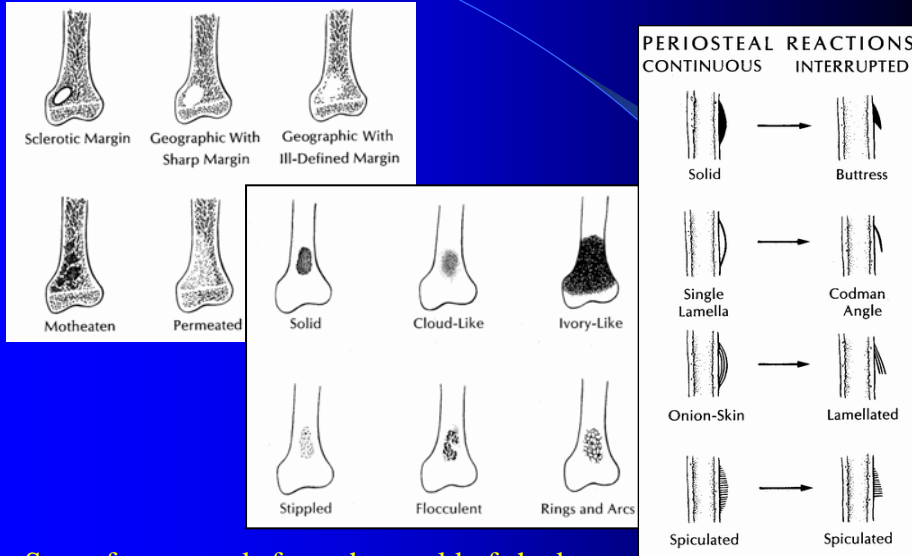 Sclerotic Margin
Geographic With
Sharp Margin
Geographic With
Ill-Defined Margin
Motheaten
Permeated
Solid
Cloud-Like
Ivory-Like
Stippled
Flocculent
Rings and Arcs
PERIOSTEAL REACTIONS
CONTINUOUS
INTERRUPTED
Solid
Buttress
Single
Lamella
Codman
Angle
Onion-Skin
Lamellated
Spiculated
Spiculated